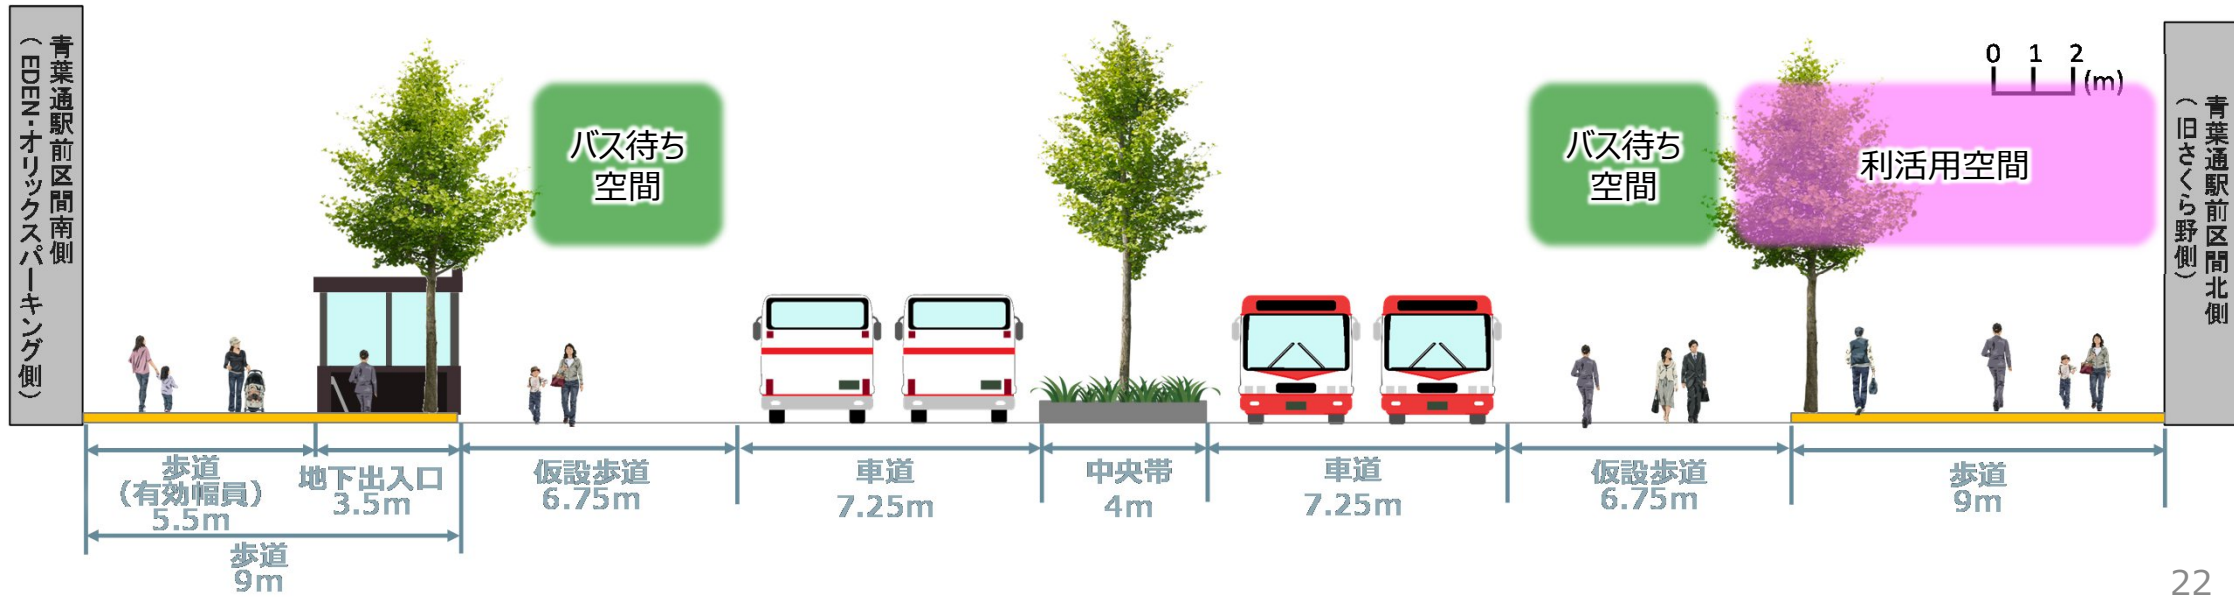 青葉通駅前区間南側
（EDEN・オリックスパーキング側）
バス待ち
空間
バス待ち
空間
利活用空間
0 1 2
(m)
青葉通駅前区間北側
（旧さくら野側）
歩道
（有効幅員）
5.5m
地下出入口
3.5m
歩道
9m
仮設歩道
6.75m
車道
7.25m
中央帯
4m
車道
7.25m
仮設歩道
6.75m
歩道
9m
22